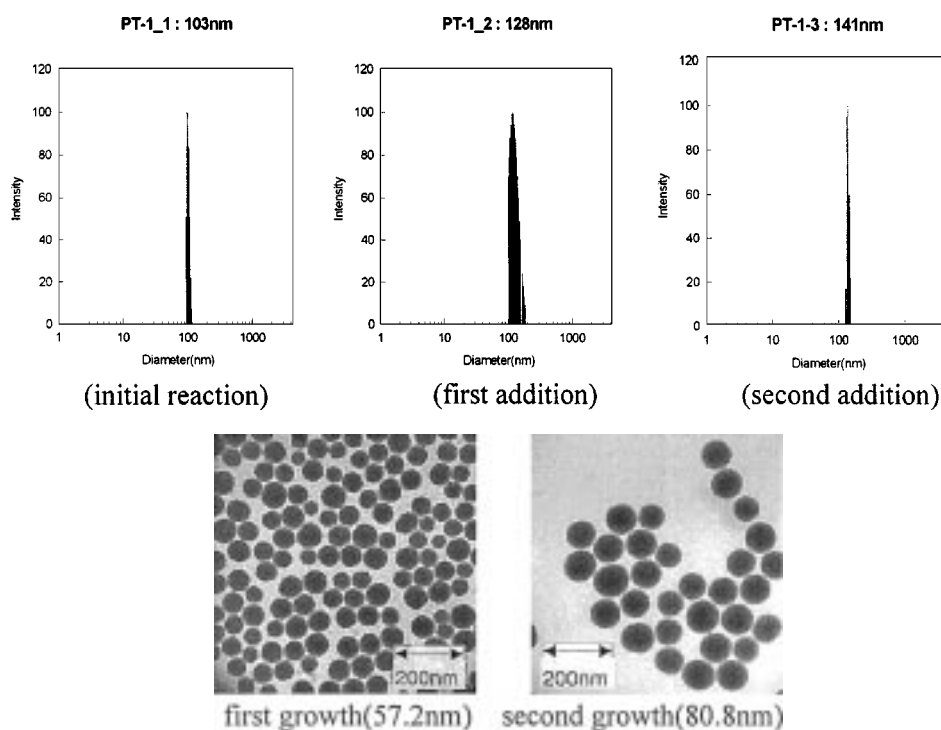 PT-1_1 : 103nm
PT-1_2 : 128nm
PT-1-3 : 141nm
120
100
80
60
40
20
0
Intensity
1
10
100
1000
Diameter(nm)
(initial reaction)
120
100
80
60
40
20
0
Intensity
1
10
100
1000
Diameter(nm)
(first addition)
120
100
80
60
40
20
0
Intensity
1
10
100
1000
Diameter(nm)
(second addition)
200nm
first growth(57.2nm)
200nm
second growth(80.8nm)